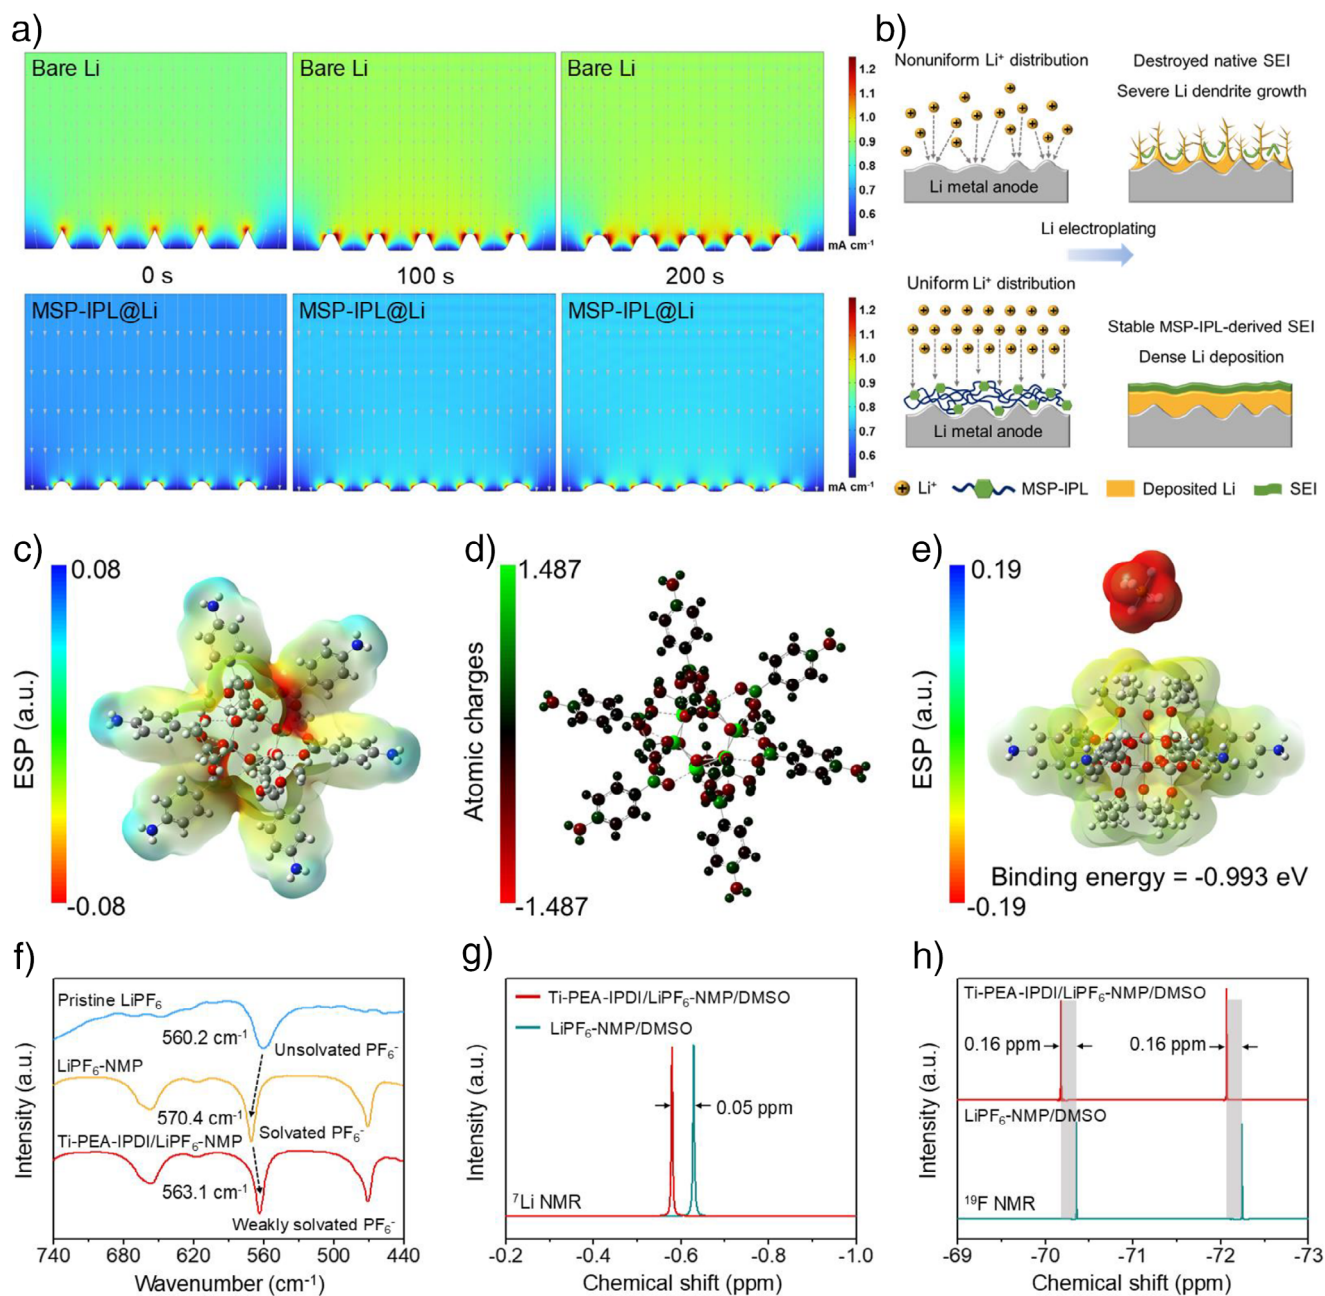 a)
Bare Li
Bare Li
Bare Li
1.2
1.1
1.0
0.9
0.8
0.7
0.6
mA cm⁻¹
0 s
100 s
200 s
MSP-IPL@Li
MSP-IPL@Li
MSP-IPL@Li
1.2
1.1
1.0
0.9
0.8
0.7
0.6
mA cm⁻¹
b)
Nonuniform Li⁺ distribution
Destroyed native SEI
Severe Li dendrite growth
Li metal anode
Li electroplating
Uniform Li⁺ distribution
Stable MSP-IPL-derived SEI
Dense Li deposition
Li metal anode
Li⁺
MSP-IPL
Deposited Li
SEI
c)
0.08
ESP (a.u.)
-0.08
d)
1.487
Atomic charges
-1.487
e)
0.19
ESP (a.u.)
Binding energy = -0.993 eV
-0.19
f)
Intensity (a.u.)
Pristine LiPF₆
560.2 cm⁻¹
Unsolvated PF₆⁻
LiPF₆-NMP
570.4 cm⁻¹
Solvated PF₆⁻
Ti-PEA-IPDI/LiPF₆-NMP
563.1 cm⁻¹
Weakly solvated PF₆⁻
740 680 620 560 500 440
Wavenumber (cm⁻¹)
g)
Intensity (a.u.)
Ti-PEA-IPDI/LiPF₆-NMP/DMSO
LiPF₆-NMP/DMSO
0.05 ppm
⁷Li NMR
-0.2 -0.4 -0.6 -0.8 -1.0
Chemical shift (ppm)
h)
Intensity (a.u.)
Ti-PEA-IPDI/LiPF₆-NMP/DMSO
0.16 ppm 0.16 ppm
LiPF₆-NMP/DMSO
¹⁹F NMR
-69 -70 -71 -72 -73
Chemical shift (ppm)